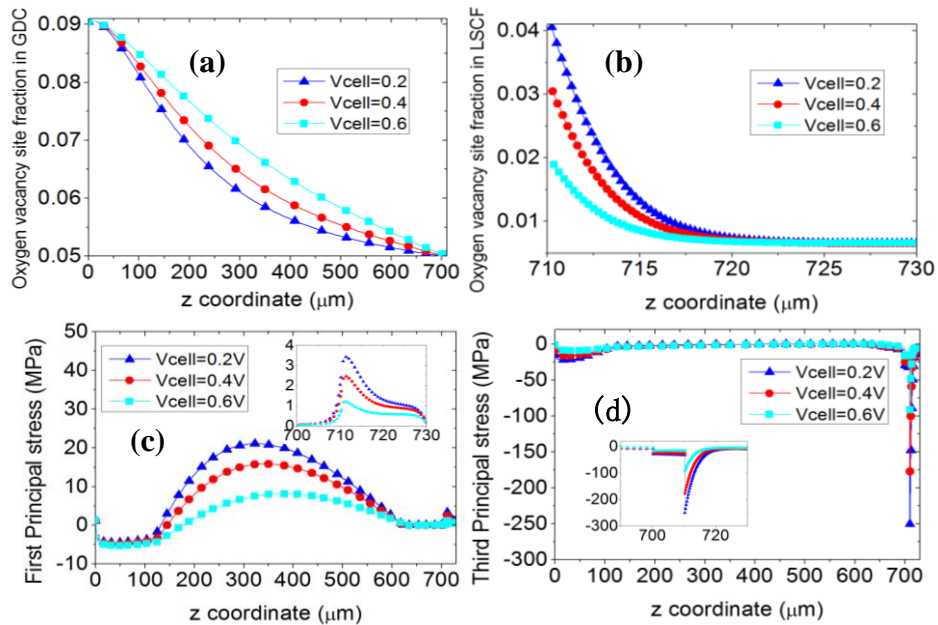 (a)
Oxygen vacancy site fraction in GDC
0.09
0.08
0.07
0.06
0.05
Vcell=0.2
Vcell=0.4
Vcell=0.6
0 100 200 300 400 500 600 700
z coordinate (μm)
(b)
Oxygen vacancy site fraction in LSCF
0.04
0.03
0.02
0.01
Vcell=0.2
Vcell=0.4
Vcell=0.6
710 715 720 725 730
z coordinate (μm)
(c)
First Principal stress (MPa)
50
40
30
20
10
0
-10
Vcell=0.2V
Vcell=0.4V
Vcell=0.6V
4
3
2
1
0
700 710 720 730
0 100 200 300 400 500 600 700
z coordinate (μm)
(d)
Third Principal stress (MPa)
0
-50
-100
-150
-200
-250
-300
Vcell=0.2V
Vcell=0.4V
Vcell=0.6V
0
-100
-200
-300
700 720
0 100 200 300 400 500 600 700
z coordinate (μm)